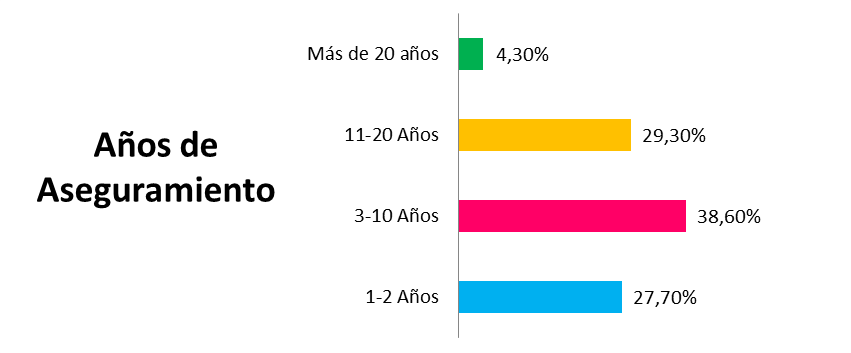 Años de
Aseguramiento
Más de 20 años
4,30%
11-20 Años
29,30%
3-10 Años
38,60%
1-2 Años
27,70%